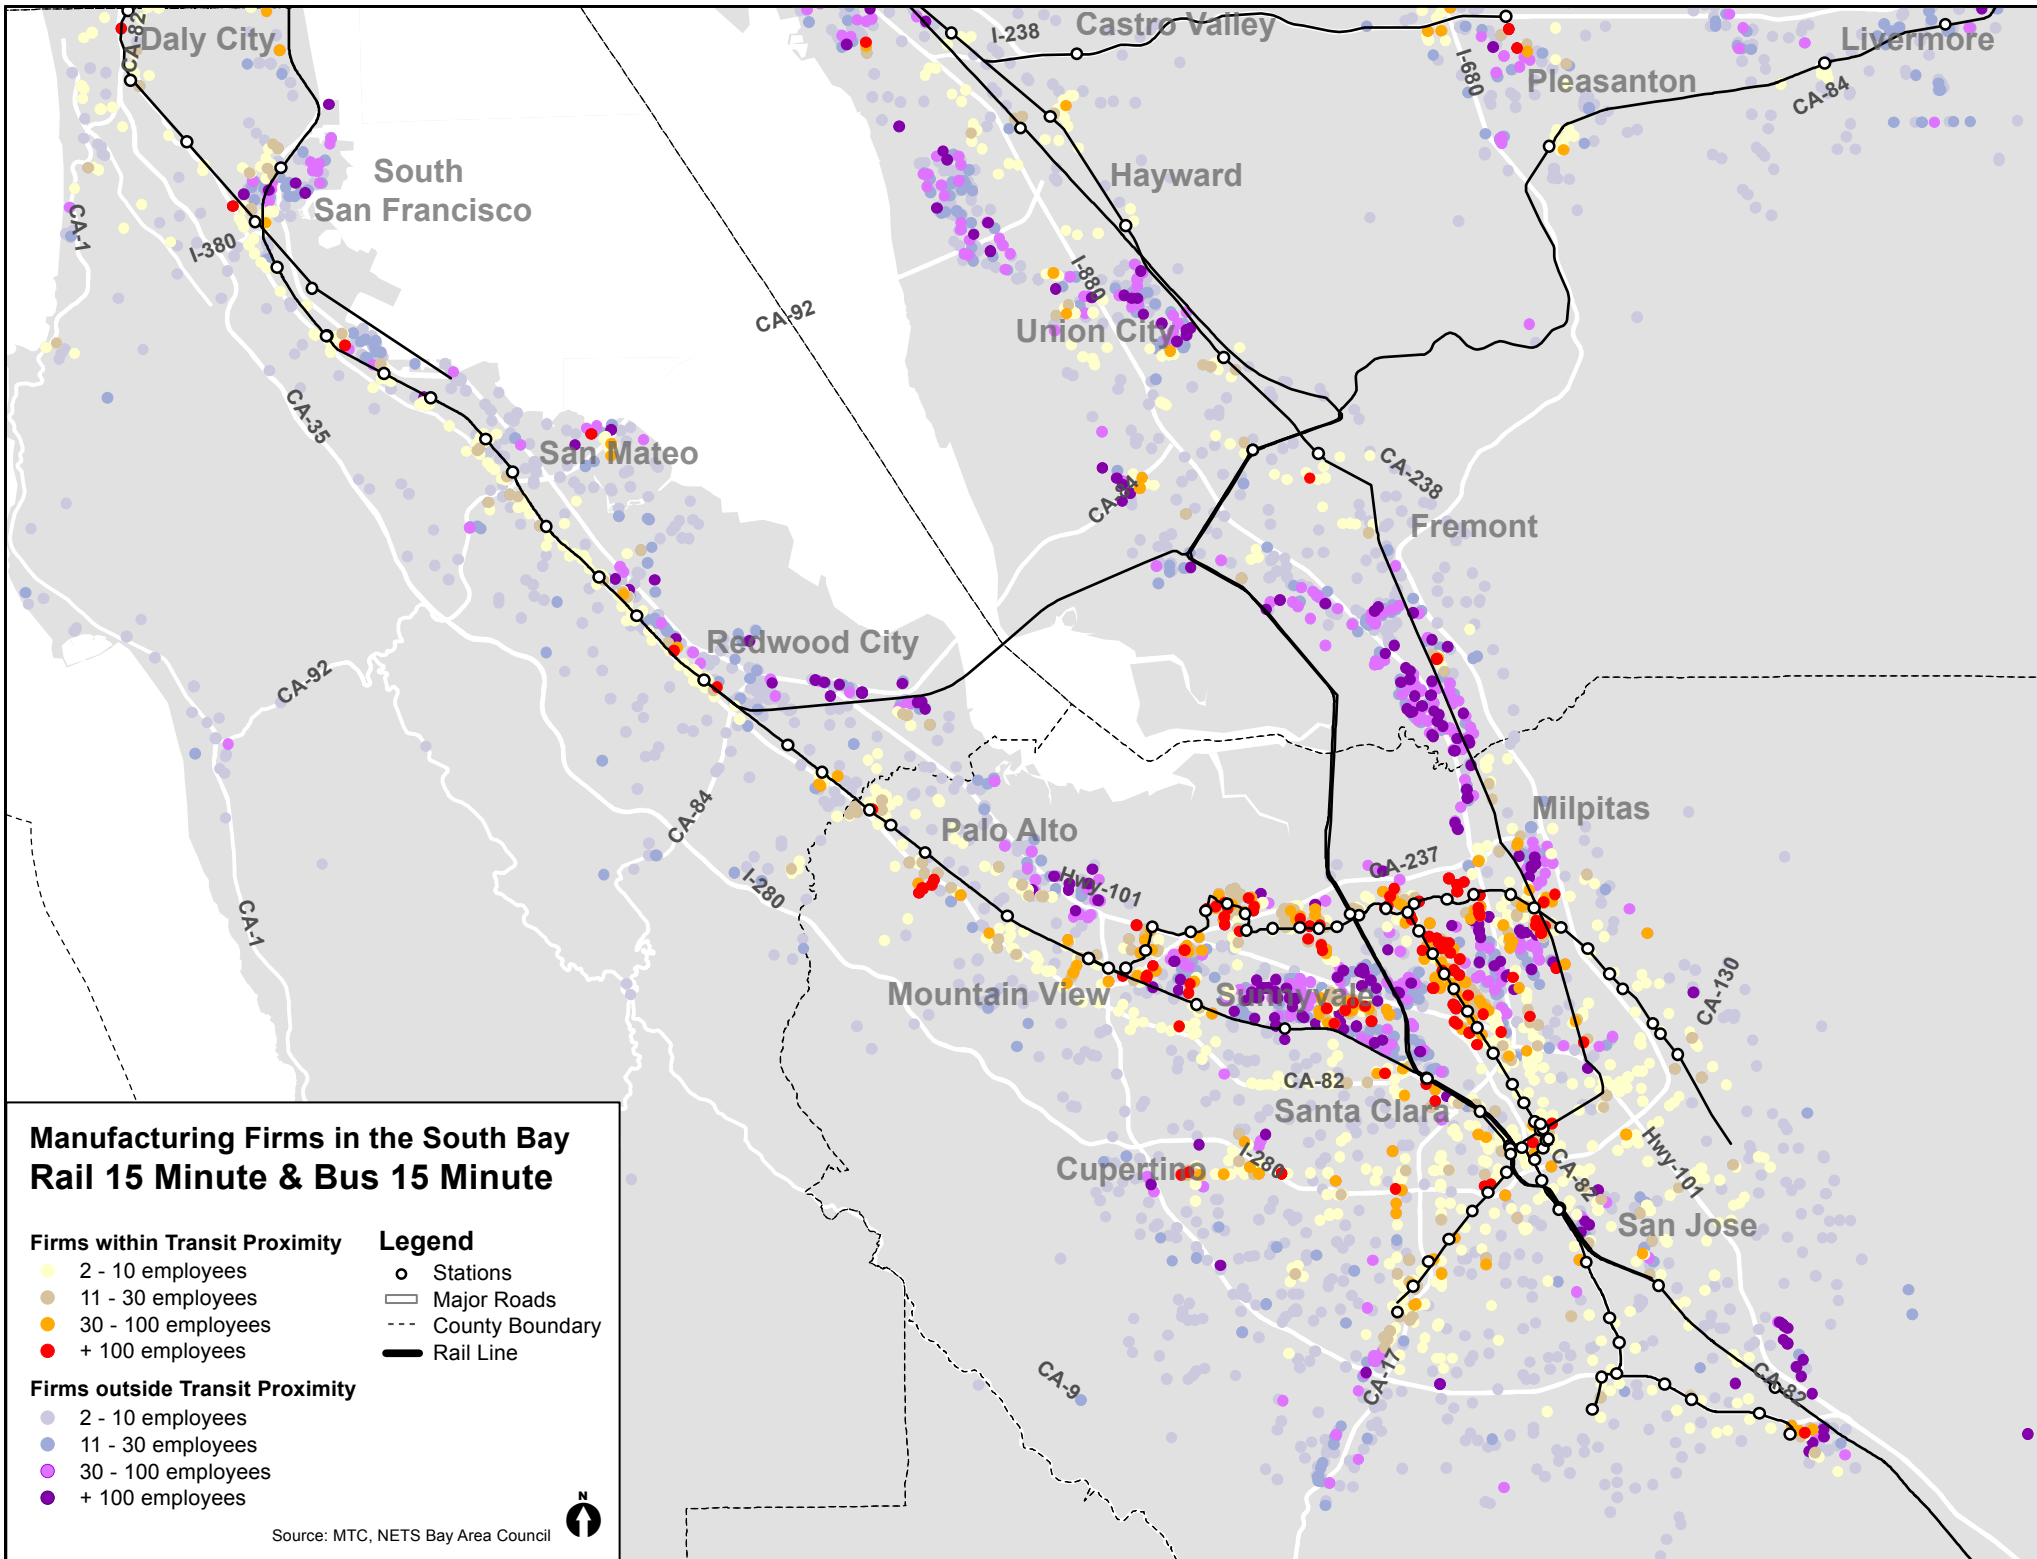 Daly City
CA-82
Castro Valley
I-238
Livermore
I-680
Pleasanton
CA-84
South
San Francisco
Hayward
CA-1
I-380
I-880
CA-92
Union City
CA-35
San Mateo
CA-84
CA-238
Fremont
Redwood City
CA-92
Milpitas
CA-84
Palo Alto
CA-237
I-280
Hwy-101
CA-1
Mountain View
Sunnyvale
CA-130
CA-82
Santa Clara
Cupertino
I-280
CA-82
Hwy-101
San Jose
CA-9
CA-17
CA-82
Manufacturing Firms in the South Bay
Rail 15 Minute & Bus 15 Minute
Firms within Transit Proximity
2 - 10 employees
11 - 30 employees
30 - 100 employees
+ 100 employees
Firms outside Transit Proximity
2 - 10 employees
11 - 30 employees
30 - 100 employees
+ 100 employees
Legend
Stations
Major Roads
County Boundary
Rail Line
N
Source: MTC, NETS Bay Area Council